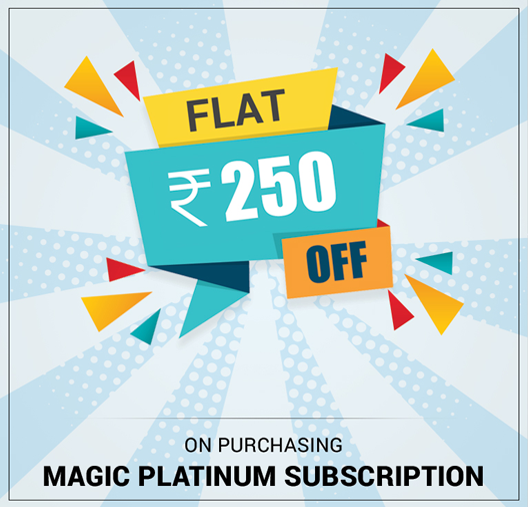 FLAT
₹ 250
OFF
ON PURCHASING
MAGIC PLATINUM SUBSCRIPTION